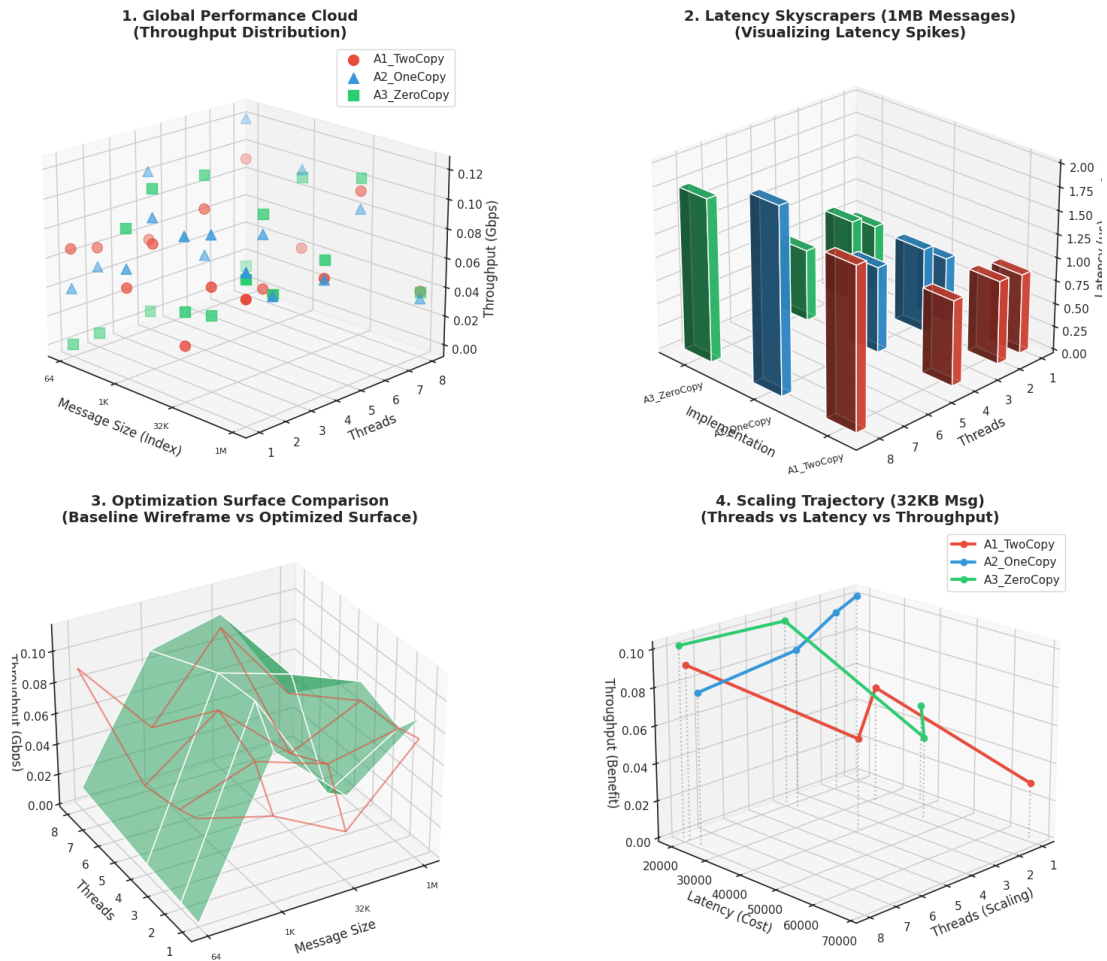 1. Global Performance Cloud
(Throughput Distribution)
A1_TwoCopy
A2_OneCopy
A3_ZeroCopy
0.12
0.10
0.08
0.06
0.04
0.02
0.00
Throughput (Gbps)
64
1K
32K
1M
Message Size (Index)
1
2
3
4
5
6
7
8
Threads
2. Latency Skyscrapers (1MB Messages)
(Visualizing Latency Spikes)
2.00
1.75
1.50
1.25
1.00
0.75
0.50
0.25
0.00
Latency (us)
A3_ZeroCopy
A2_OneCopy
A1_TwoCopy
Implementation
8
7
6
5
4
3
2
1
Threads
3. Optimization Surface Comparison
(Baseline Wireframe vs Optimized Surface)
0.10
0.08
0.06
0.04
0.02
0.00
Throughput (Gbps)
8
7
6
5
4
3
2
1
Threads
64
1K
32K
1M
Message Size
4. Scaling Trajectory (32KB Msg)
(Threads vs Latency vs Throughput)
A1_TwoCopy
A2_OneCopy
A3_ZeroCopy
0.10
0.08
0.06
0.04
0.02
0.00
Throughput (Benefit)
20000
30000
40000
50000
60000
70000
Latency (Cost)
8
7
6
5
4
3
2
1
Threads (Scaling)